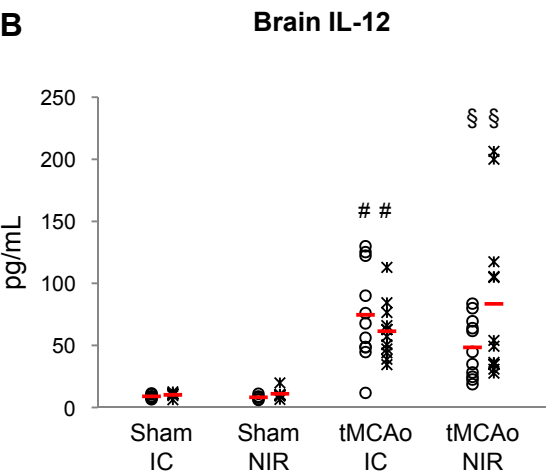 B
Brain IL-12
250
200
150
100
50
0
pg/mL
§ §
# #
Sham IC
Sham NIR
tMCAo IC
tMCAo NIR